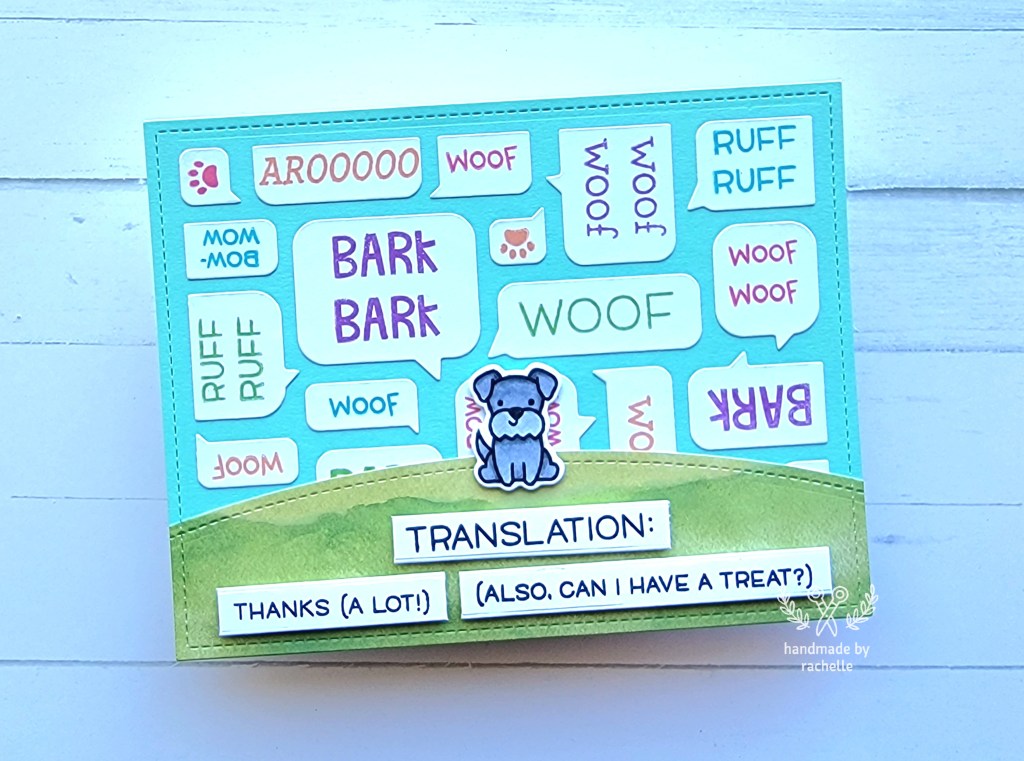 AROOOOO
WOOF
WOOF
WOOF
RUFF
RUFF
BOW-
WOW
BARK
BARK
WOOF
WOOF
WOOF
RUFF
RUFF
WOOF
BARK
WOOF
TRANSLATION:
THANKS (A LOT!)
(ALSO, CAN I HAVE A TREAT?)
handmade by
rachelle